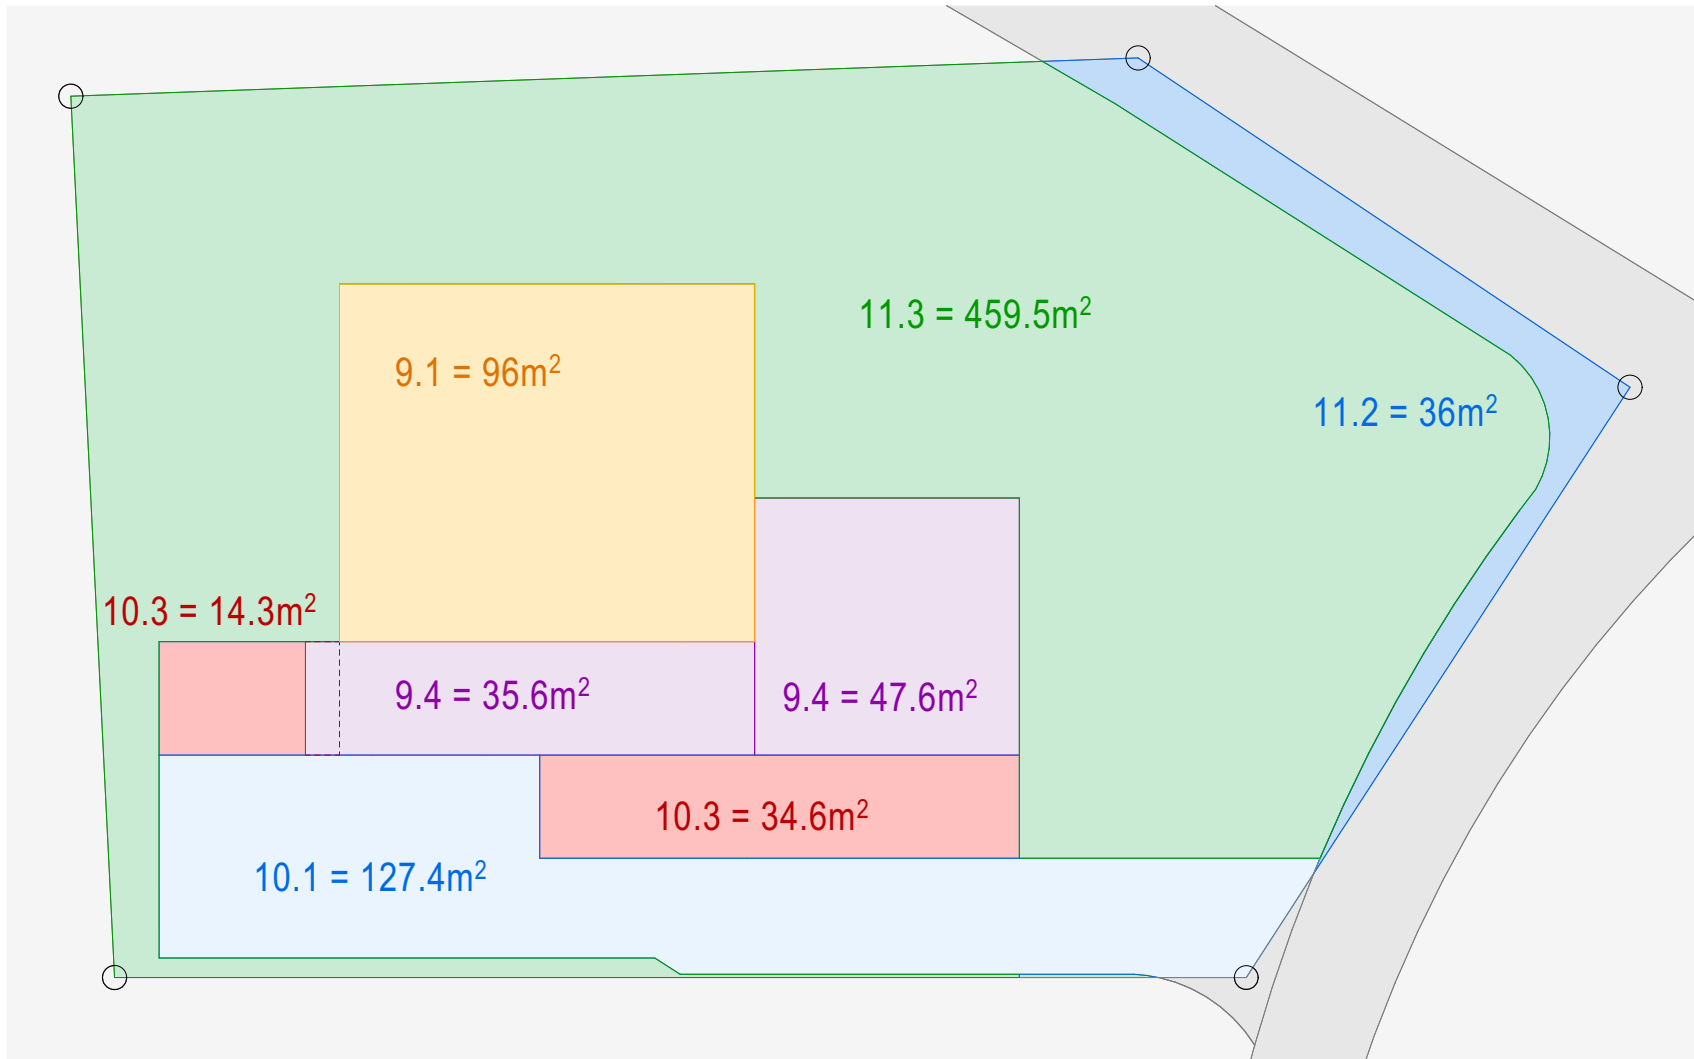 11.3 = 459.5m²
9.1 = 96m²
11.2 = 36m²
10.3 = 14.3m²
9.4 = 35.6m²
9.4 = 47.6m²
10.3 = 34.6m²
10.1 = 127.4m²